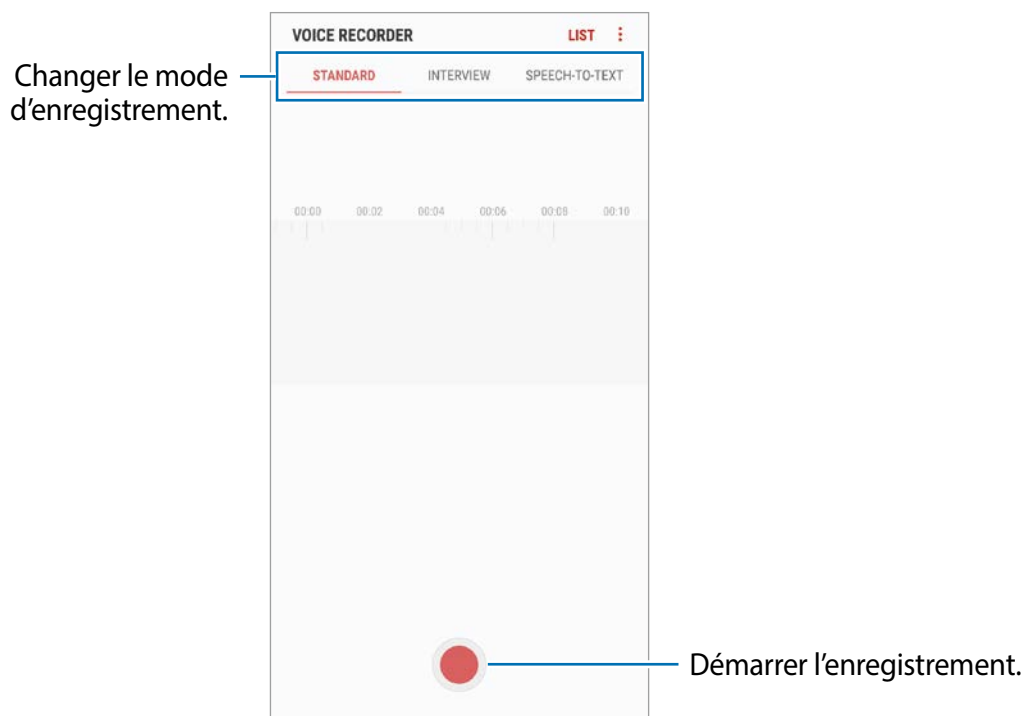 VOICE RECORDER LIST
Changer le mode
d’enregistrement.
STANDARD INTERVIEW SPEECH-TO-TEXT
00:00 00:02 00:04 00:06 00:08 00:10
Démarrer l’enregistrement.